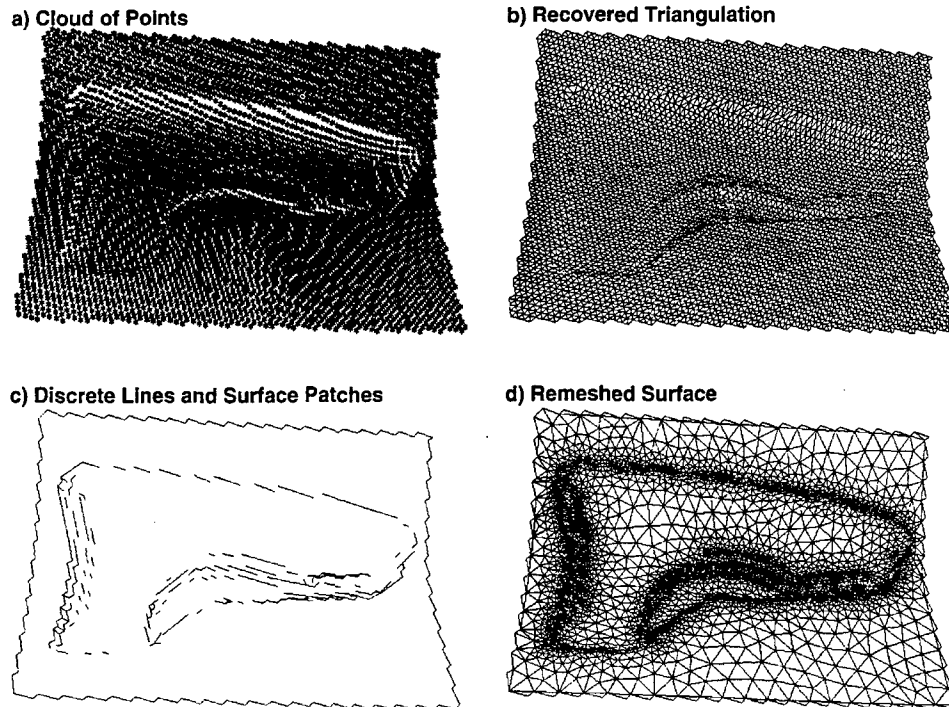 a) Cloud of Points
b) Recovered Triangulation
c) Discrete Lines and Surface Patches
d) Remeshed Surface